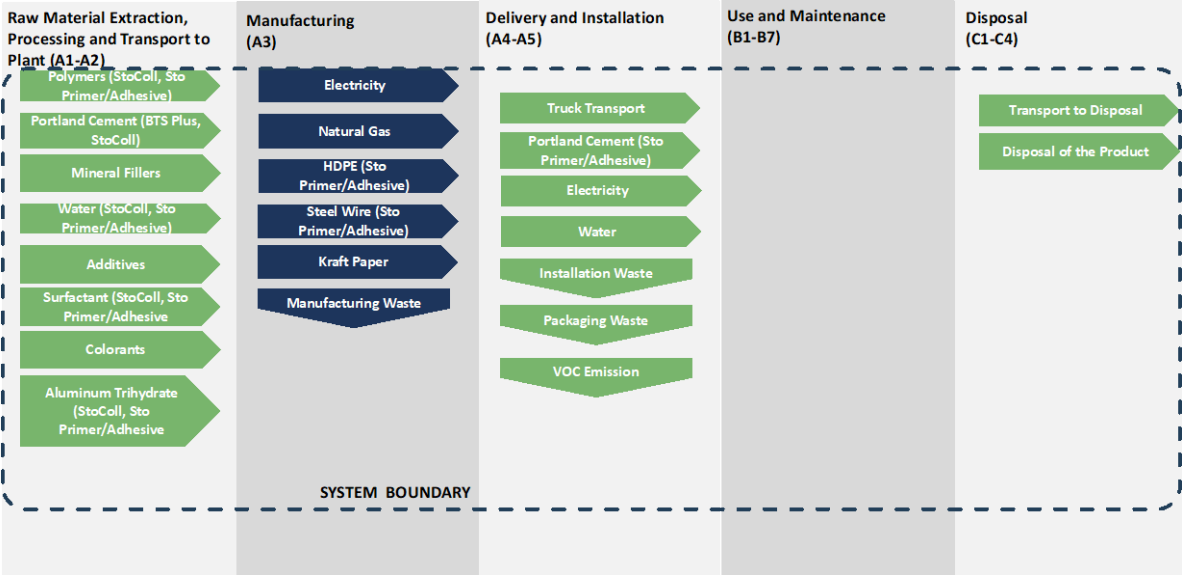 Raw Material Extraction,
Processing and Transport to
Plant (A1-A2)
Polymers (StoColl, Sto
Primer/Adhesive)
Portland Cement (BTS Plus,
StoColl)
Mineral Fillers
Water (StoColl, Sto
Primer/Adhesive)
Additives
Surfactant (StoColl, Sto
Primer/Adhesive
Colorants
Aluminum Trihydrate
(StoColl, Sto
Primer/Adhesive
Manufacturing
(A3)
Electricity
Natural Gas
HDPE (Sto
Primer/Adhesive)
Steel Wire (Sto
Primer/Adhesive)
Kraft Paper
Manufacturing Waste
SYSTEM BOUNDARY
Delivery and Installation
(A4-A5)
Truck Transport
Portland Cement (Sto
Primer/Adhesive)
Electricity
Water
Installation Waste
Packaging Waste
VOC Emission
Use and Maintenance
(B1-B7)
Disposal
(C1-C4)
Transport to Disposal
Disposal of the Product